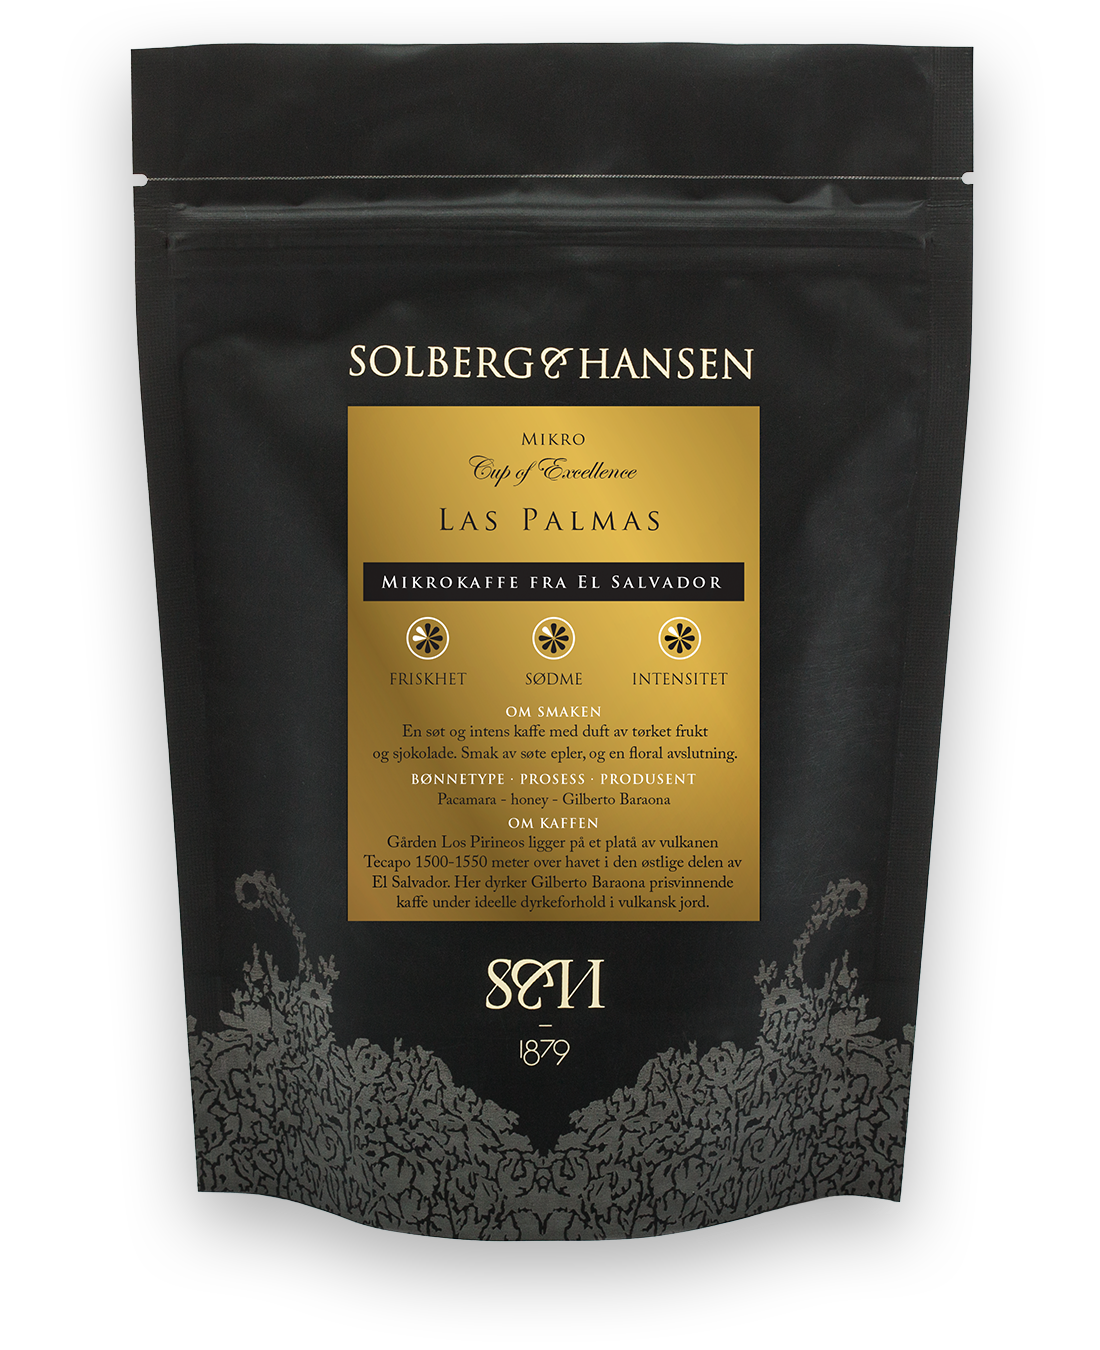 SOLBERG & HANSEN
MIKRO
Cup of Excellence
LAS PALMAS
MIKROKAFFE FRA EL SALVADOR
FRISKHET SØDME INTENSITET
OM SMAKEN
En søt og intens kaffe med duft av tørket frukt
og sjokolade. Smak av søte epler, og en floral avslutning.
BØNNETYPE · PROSESS · PRODUSENT
Pacamara - honey - Gilberto Baraona
OM KAFFEN
Gården Los Pirineos ligger på et platå av vulkanen
Tecapo 1500-1550 meter over havet i den østlige delen av
El Salvador. Her dyrker Gilberto Baraona prisvinnende
kaffe under ideelle dyrkeforhold i vulkansk jord.
S&H
1879